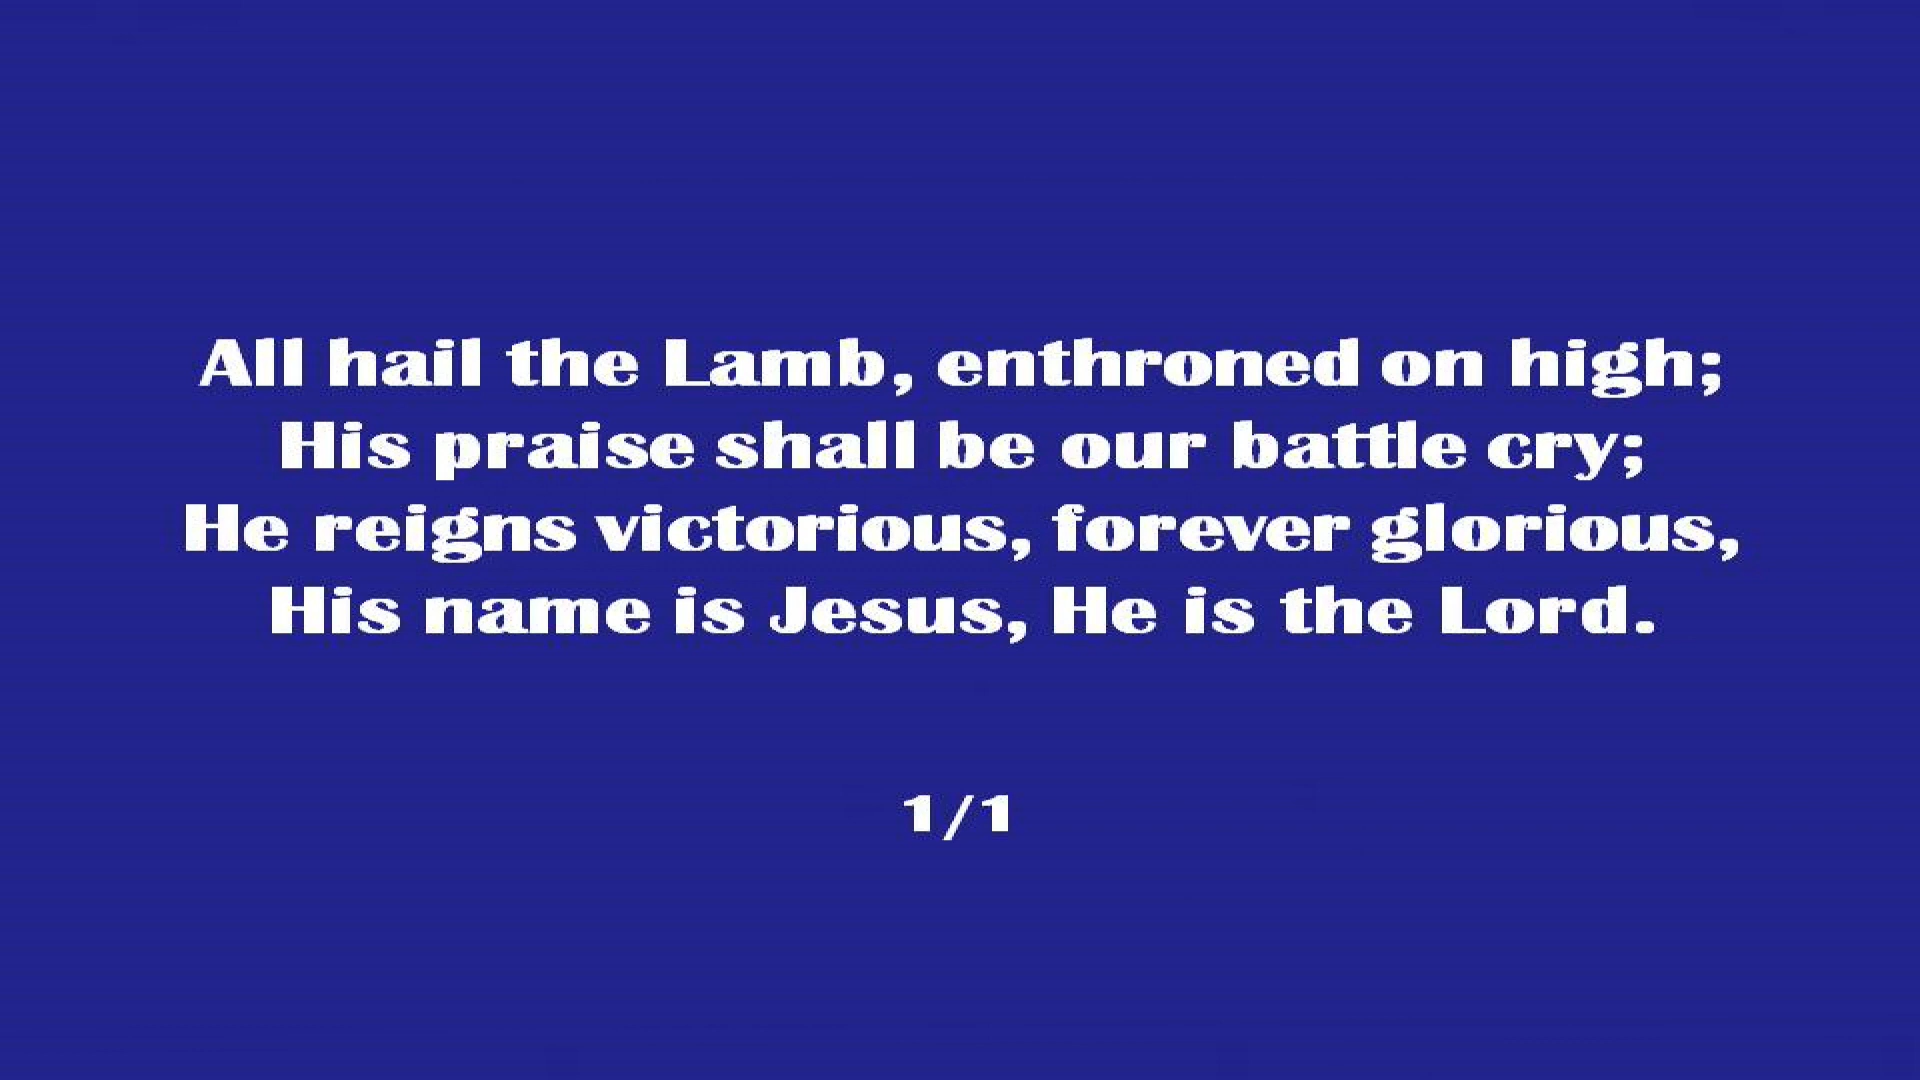 All hail the Lamb, enthroned on high;
His praise shall be our battle cry;
He reigns victorious, forever glorious,
His name is Jesus, He is the Lord.
1/1